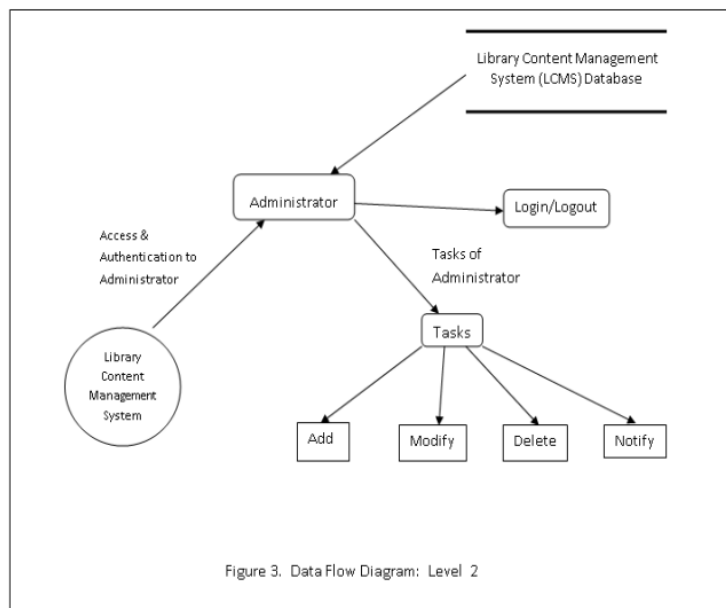 Library Content Management
System (LCMS) Database
Administrator
Login/Logout
Access &
Authentication to
Administrator
Tasks of
Administrator
Tasks
Library
Content
Management
System
Add
Modify
Delete
Notify
Figure 3. Data Flow Diagram: Level 2